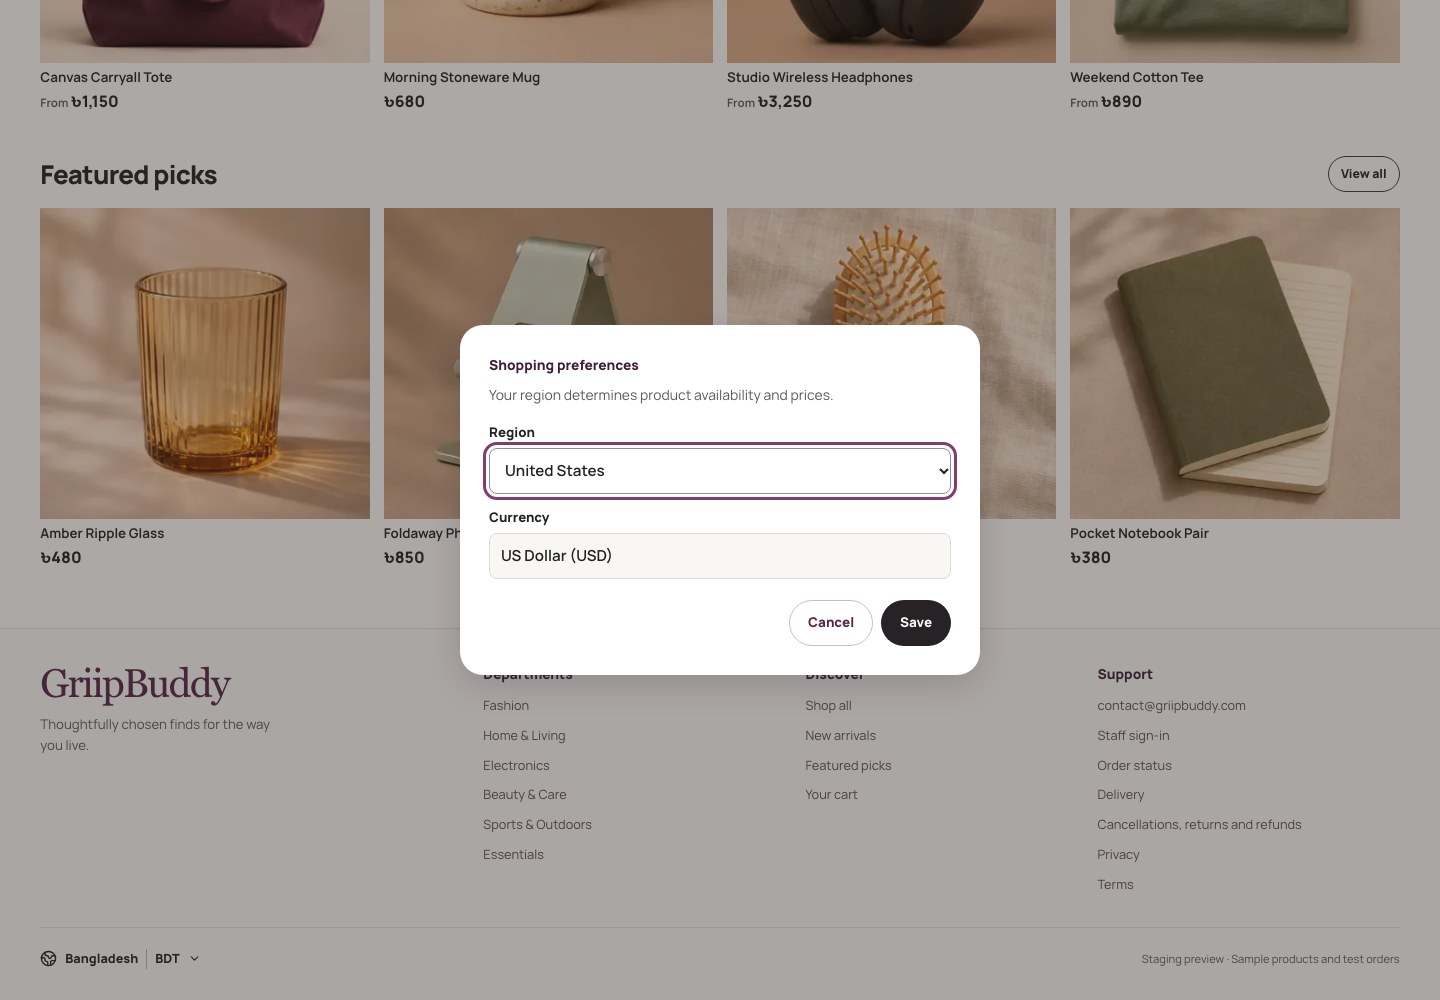 Canvas Carryall Tote
From ৳1,150
Morning Stoneware Mug
৳680
Studio Wireless Headphones
From ৳3,250
Weekend Cotton Tee
From ৳890
Featured picks
View all
Amber Ripple Glass
৳480
Foldaway Ph
৳850
Pocket Notebook Pair
৳380
Shopping preferences
Your region determines product availability and prices.
Region
United States
Currency
US Dollar (USD)
Cancel
Save
GriipBuddy
Thoughtfully chosen finds for the way
you live.
Departments
Fashion
Home & Living
Electronics
Beauty & Care
Sports & Outdoors
Essentials
Discover
Shop all
New arrivals
Featured picks
Your cart
Support
contact@griipbuddy.com
Staff sign-in
Order status
Delivery
Cancellations, returns and refunds
Privacy
Terms
Bangladesh
BDT
Staging preview · Sample products and test orders